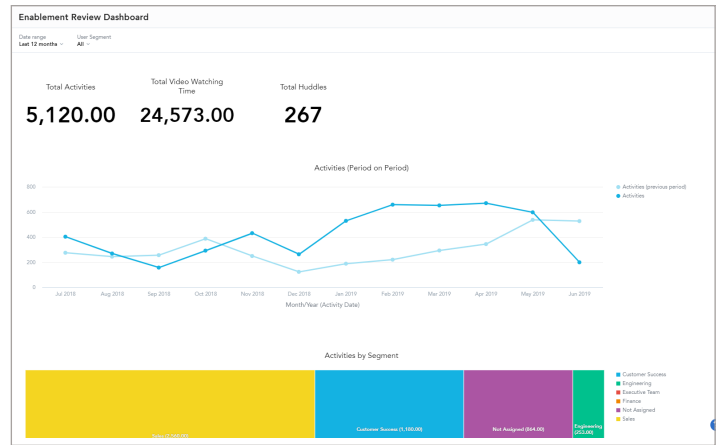 Enablement Review Dashboard
Date range
Last 12 months
User Segment
All
Total Activities
5,120.00
Total Video Watching
Time
24,573.00
Total Huddles
267
Activities (Period on Period)
800
600
400
200
0
Jul 2018
Aug 2018
Sep 2018
Oct 2018
Nov 2018
Dec 2018
Jan 2019
Feb 2019
Mar 2019
Apr 2019
May 2019
Jun 2019
Month/Year (Activity Date)
Activities (previous period)
Activities
Activities by Segment
Customer Success (1,100.00)
Not Assigned (864.00)
Engineering
(253.00)
Customer Success
Engineering
Executive Team
Finance
Not Assigned
Sales